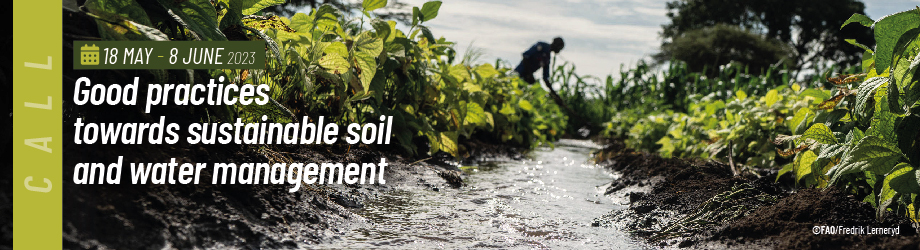 CALL
18 MAY - 8 JUNE 2023
Good practices
towards sustainable soil
and water management
©FAO/Fredrik Lerneryd